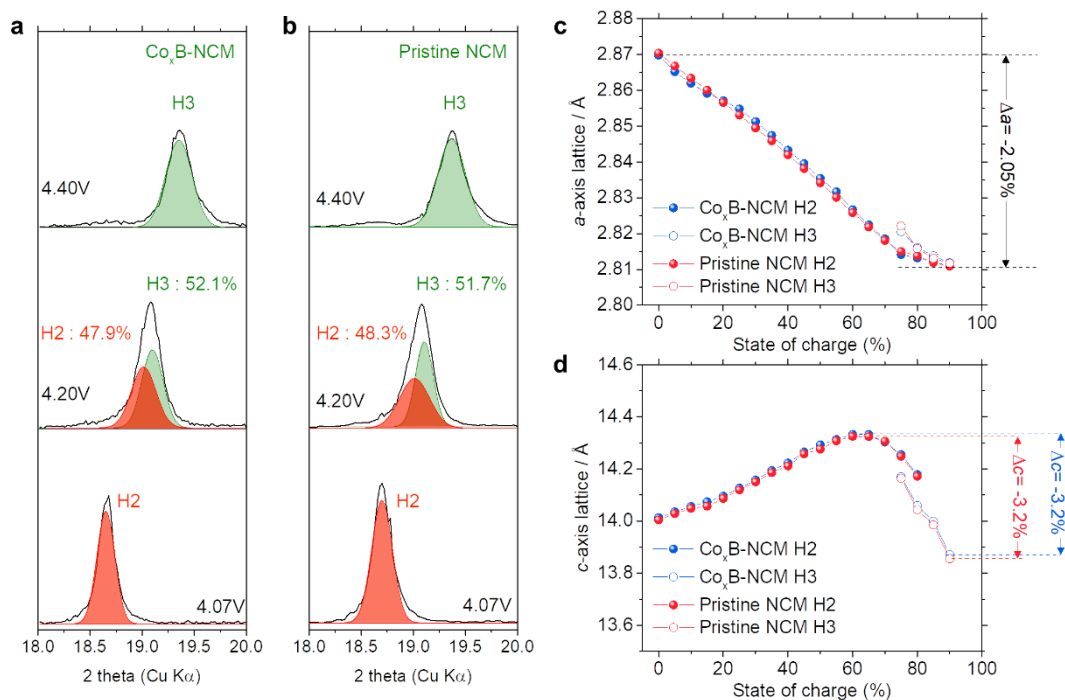 a
CoₓB-NCM
H3
4.40V
H3 : 52.1%
H2 : 47.9%
4.20V
H2
4.07V
18.0 18.5 19.0 19.5 20.0
2 theta (Cu Kα)
b
Pristine NCM
H3
4.40V
H3 : 51.7%
H2 : 48.3%
4.20V
H2
4.07V
18.0 18.5 19.0 19.5 20.0
2 theta (Cu Kα)
c
a-axis lattice / Å
2.87
2.86
2.85
2.84
2.83
2.82
2.81
2.80
CoₓB-NCM H2
CoₓB-NCM H3
Pristine NCM H2
Pristine NCM H3
Δa= -2.05%
0 20 40 60 80 100
State of charge (%)
d
c-axis lattice / Å
14.6
14.4
14.2
14.0
13.8
13.6
CoₓB-NCM H2
CoₓB-NCM H3
Pristine NCM H2
Pristine NCM H3
Δc= -3.2%
Δc= -3.2%
0 20 40 60 80 100
State of charge (%)